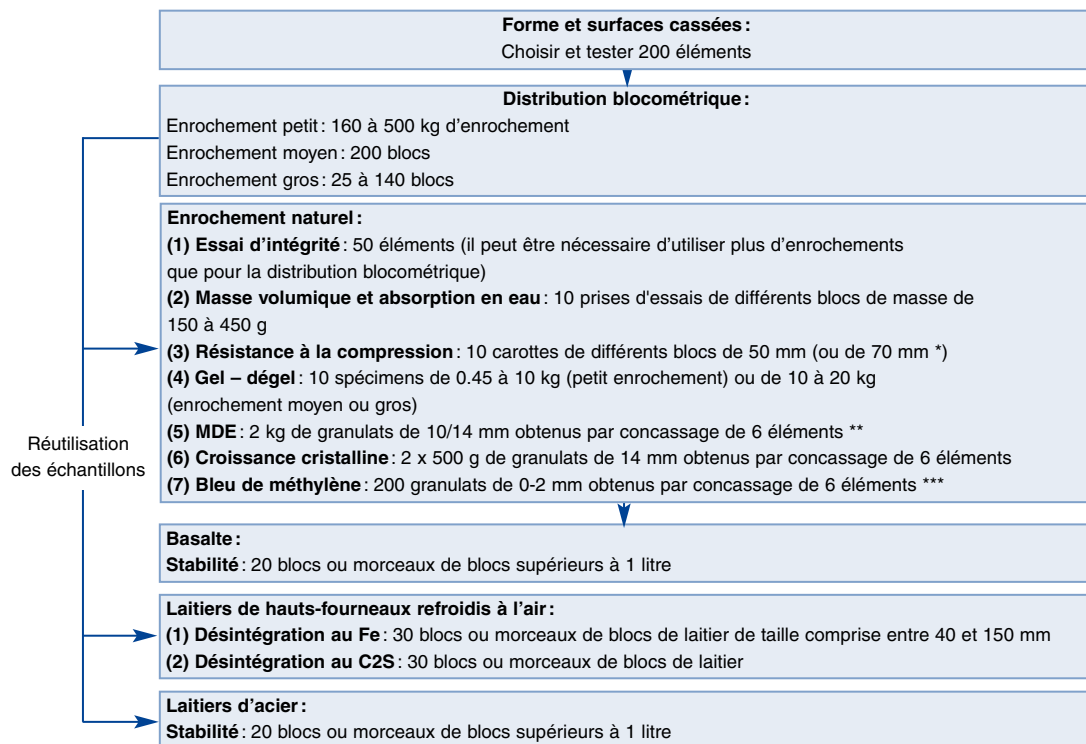 Forme et surfaces cassées :
Choisir et tester 200 éléments
Distribution blocométrique :
Enrochement petit : 160 à 500 kg d’enrochement
Enrochement moyen : 200 blocs
Enrochement gros : 25 à 140 blocs
Réutilisation
des échantillons
Enrochement naturel :
(1) Essai d’intégrité : 50 éléments (il peut être nécessaire d’utiliser plus d’enrochements
que pour la distribution blocométrique)
(2) Masse volumique et absorption en eau : 10 prises d'essais de différents blocs de masse de
150 à 450 g
(3) Résistance à la compression : 10 carottes de différents blocs de 50 mm (ou de 70 mm *)
(4) Gel – dégel : 10 spécimens de 0.45 à 10 kg (petit enrochement) ou de 10 à 20 kg
(enrochement moyen ou gros)
(5) MDE : 2 kg de granulats de 10/14 mm obtenus par concassage de 6 éléments **
(6) Croissance cristalline : 2 x 500 g de granulats de 14 mm obtenus par concassage de 6 éléments
(7) Bleu de méthylène : 200 granulats de 0-2 mm obtenus par concassage de 6 éléments ***
Basalte :
Stabilité : 20 blocs ou morceaux de blocs supérieurs à 1 litre
Laitiers de hauts-fourneaux refroidis à l’air :
(1) Désintégration au Fe : 30 blocs ou morceaux de blocs de laitier de taille comprise entre 40 et 150 mm
(2) Désintégration au C2S : 30 blocs ou morceaux de blocs de laitier
Laitiers d’acier :
Stabilité : 20 blocs ou morceaux de blocs supérieurs à 1 litre